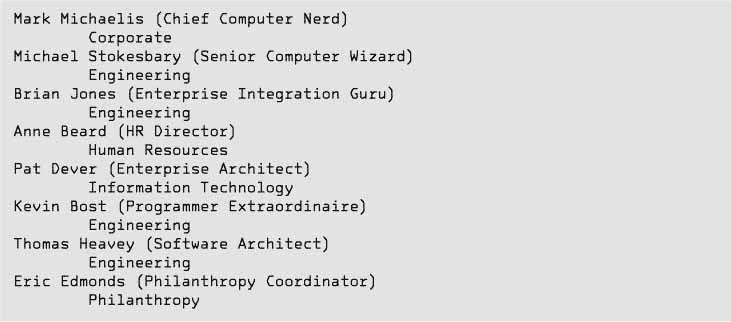 Mark Michaelis (Chief Computer Nerd)
        Corporate
Michael Stokesbary (Senior Computer Wizard)
        Engineering
Brian Jones (Enterprise Integration Guru)
        Engineering
Anne Beard (HR Director)
        Human Resources
Pat Dever (Enterprise Architect)
        Information Technology
Kevin Bost (Programmer Extraordinaire)
        Engineering
Thomas Heavey (Software Architect)
        Engineering
Eric Edmonds (Philanthropy Coordinator)
        Philanthropy